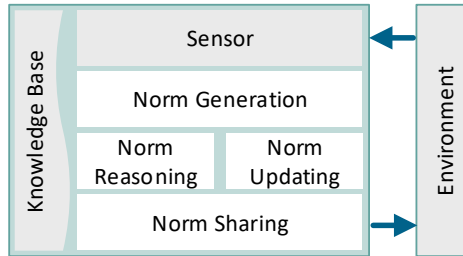 Knowledge Base
Sensor
Norm Generation
Norm
Reasoning
Norm
Updating
Norm Sharing
Environment